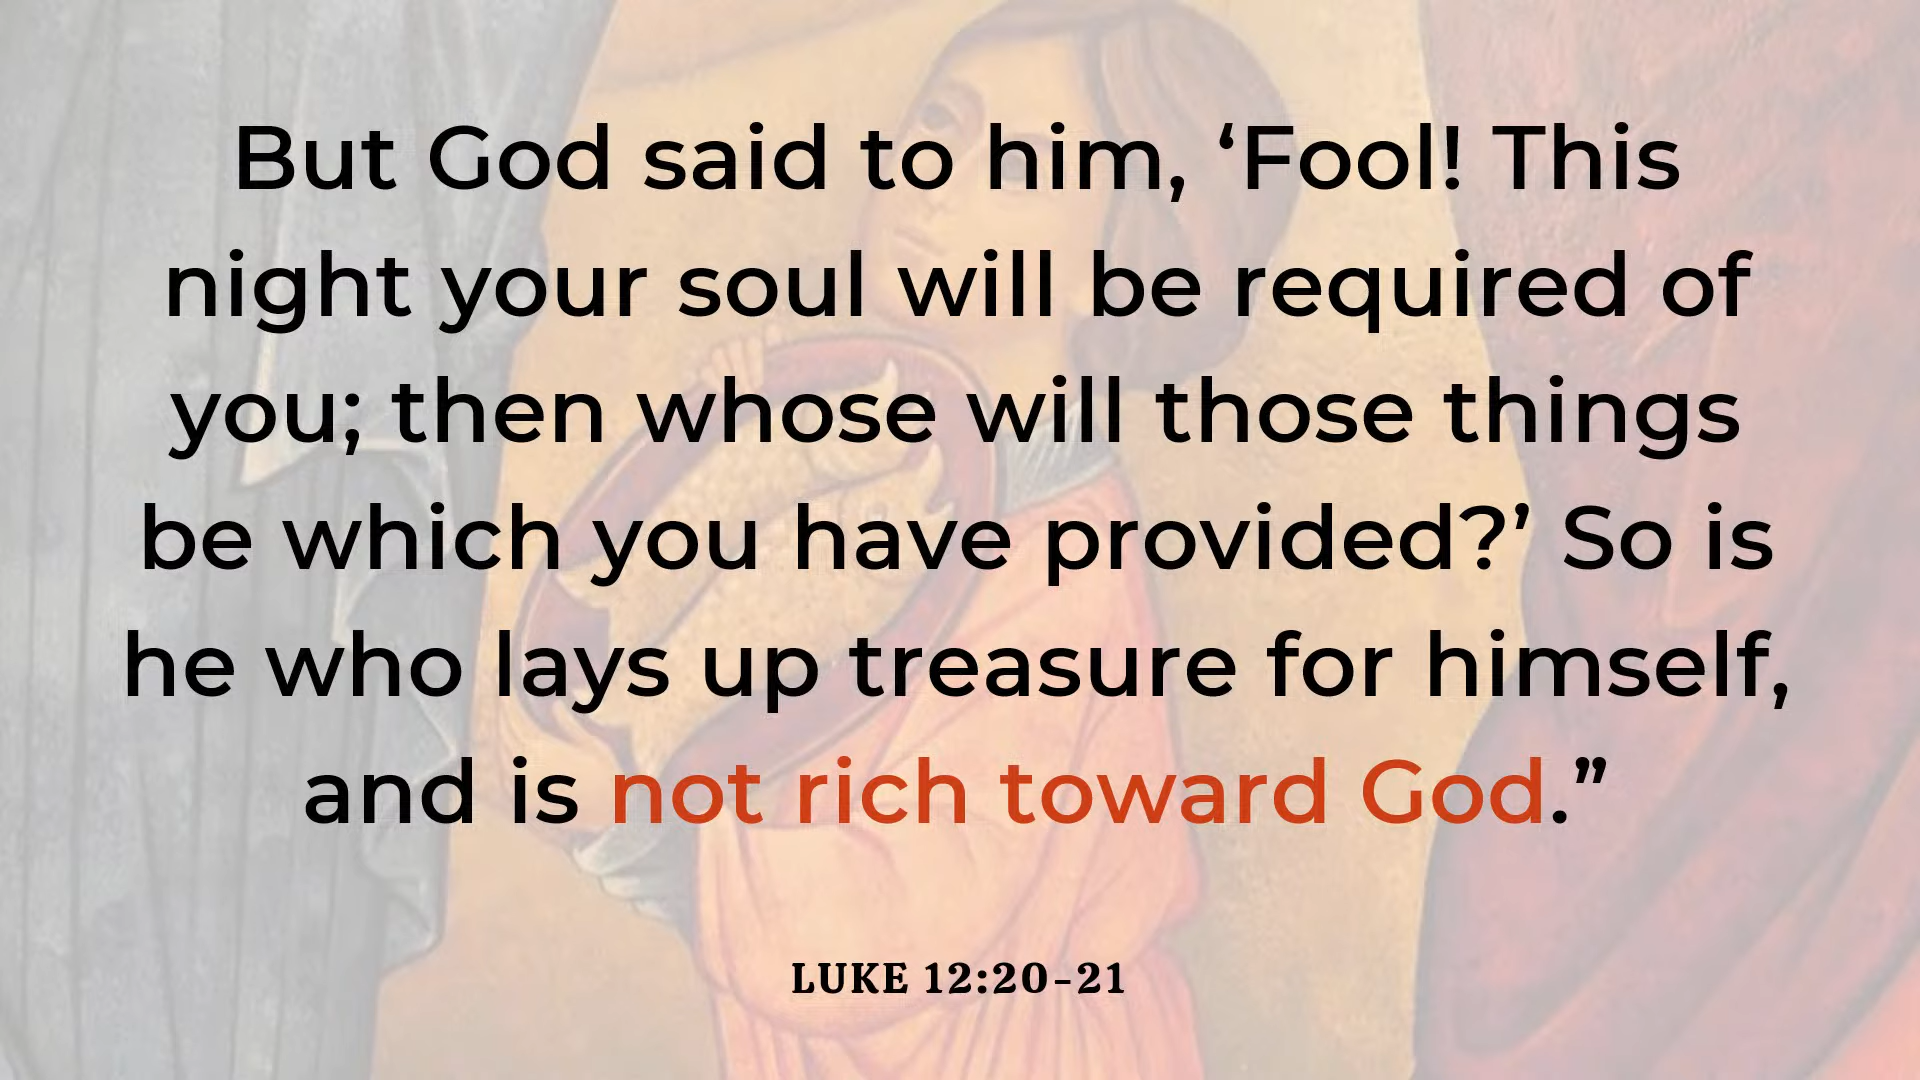 But God said to him, ‘Fool! This
night your soul will be required of
you; then whose will those things
be which you have provided?’ So is
he who lays up treasure for himself,
and is not rich toward God.”
LUKE 12:20-21